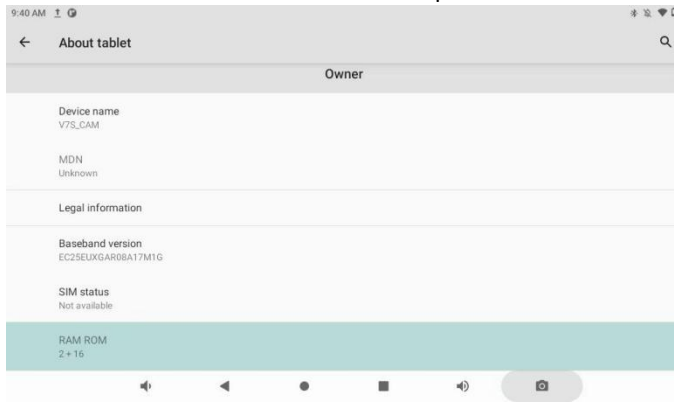 9:40 AM
About tablet
Owner
Device name
V7S_CAM
MDN
Unknown
Legal information
Baseband version
EC25EUXGAR08A17M1G
SIM status
Not available
RAM ROM
2 + 16